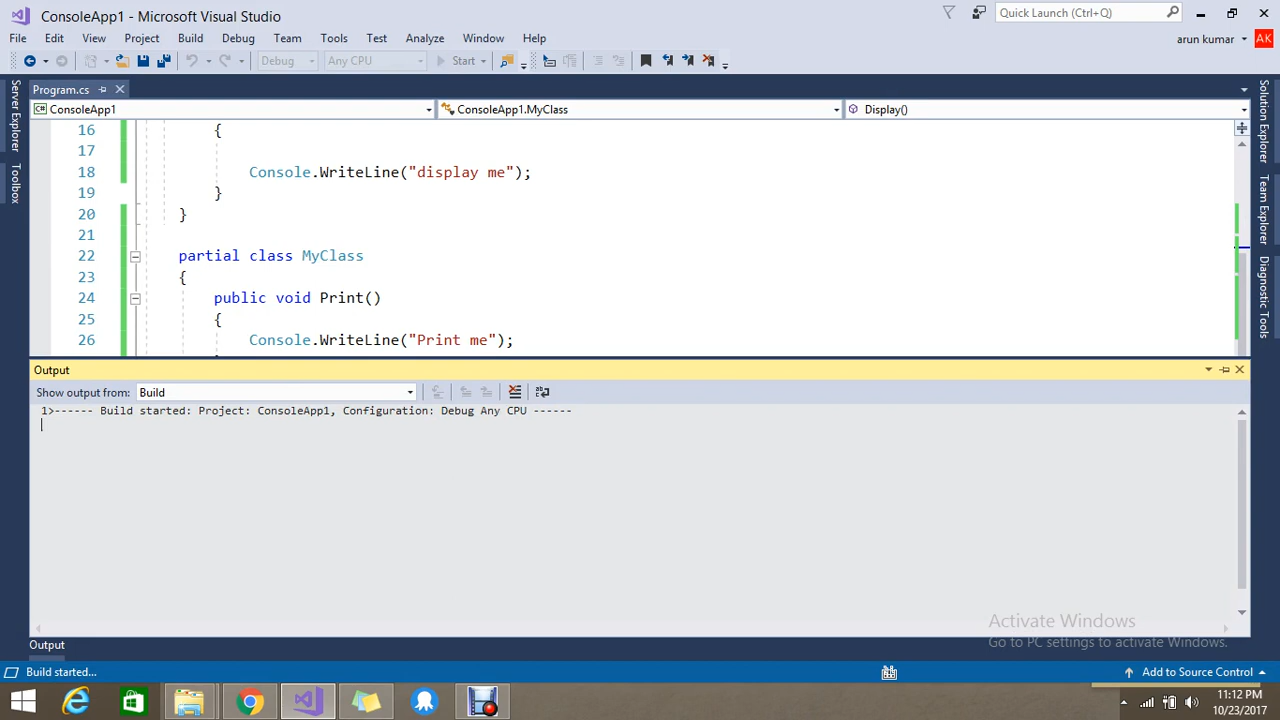 ConsoleApp1 - Microsoft Visual Studio
Quick Launch (Ctrl+Q)
File Edit View Project Build Debug Team Tools Test Analyze Window Help
arun kumar AK
Debug Any CPU Start
Program.cs
ConsoleApp1 ConsoleApp1.MyClass Display()
16 {
17
18 Console.WriteLine("display me");
19 }
20 }
21
22 partial class MyClass
23 {
24 public void Print()
25 {
26 Console.WriteLine("Print me");
Server Explorer
Toolbox
Solution Explorer
Team Explorer
Diagnostic Tools
Output
Show output from: Build
1>------ Build started: Project: ConsoleApp1, Configuration: Debug Any CPU ------
Activate Windows
Go to PC settings to activate Windows.
Output
Build started...
Add to Source Control
11:12 PM
10/23/2017